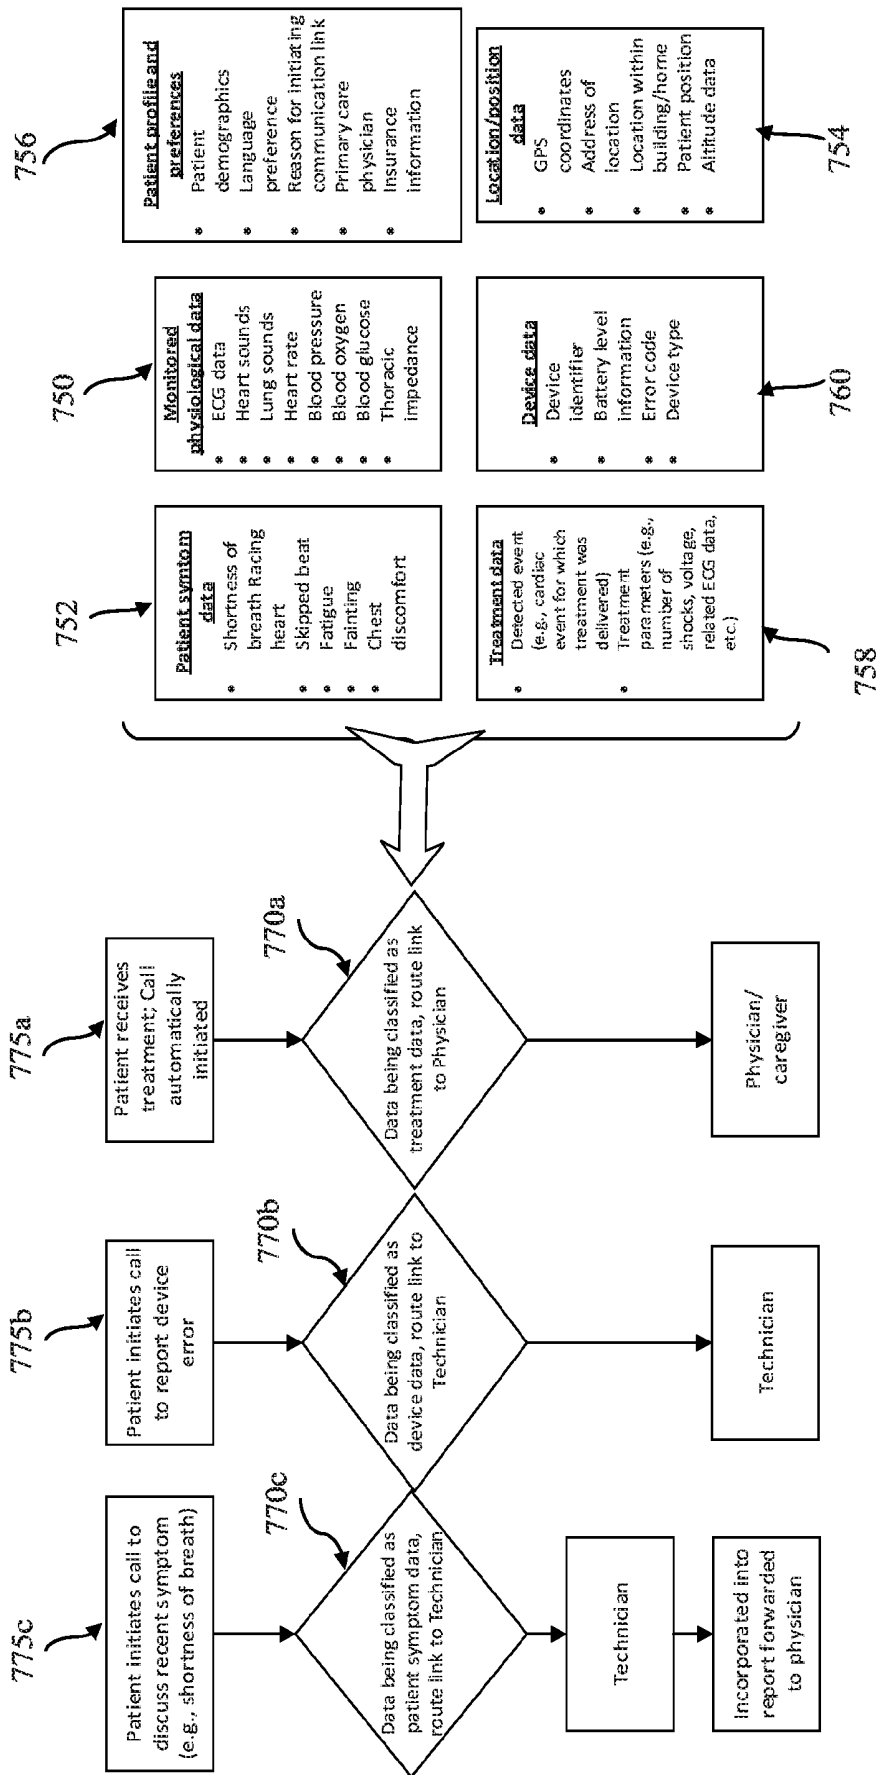 775c
Patient initiates call to
discuss recent symptom
(e.g., shortness of breath)
770c
Data being classified as
patient symptom data,
route link to Technician
Technician
Incorporated into
report forwarded
to physician
775b
Patient initiates call
to report device
error
770b
Data being classified as
device data, route link to
Technician
Technician
775a
Patient receives
treatment; Call
automatically
initiated
770a
Data being classified as
treatment data, route link
to Physician
Physician/
caregiver
752
Patient symtom
data
• Shortness of
breath Racing
heart
• Skipped beat
• Fatigue
• Fainting
• Chest
discomfort
750
Monitored
physiological data
• ECG data
• Heart sounds
• Lung sounds
• Heart rate
• Blood pressure
• Blood oxygen
• Blood glucose
• Thoracic
impedance
756
Patient profile and
preferences
• Patient
demographics
• Language
preference
• Reason for initiating
communication link
• Primary care
physician
• Insurance
information
Treatment data
• Detected event
(e.g., cardiac
event for which
treatment was
delivered)
• Treatment
parameters (e.g.,
number of
shocks, voltage,
related ECG data,
etc.)
758
Device data
• Device
identifier
• Battery level
information
• Error code
• Device type
760
Location/position
data
• GPS
coordinates
• Address of
location
• Location within
building/home
• Patient position
• Altitude data
754